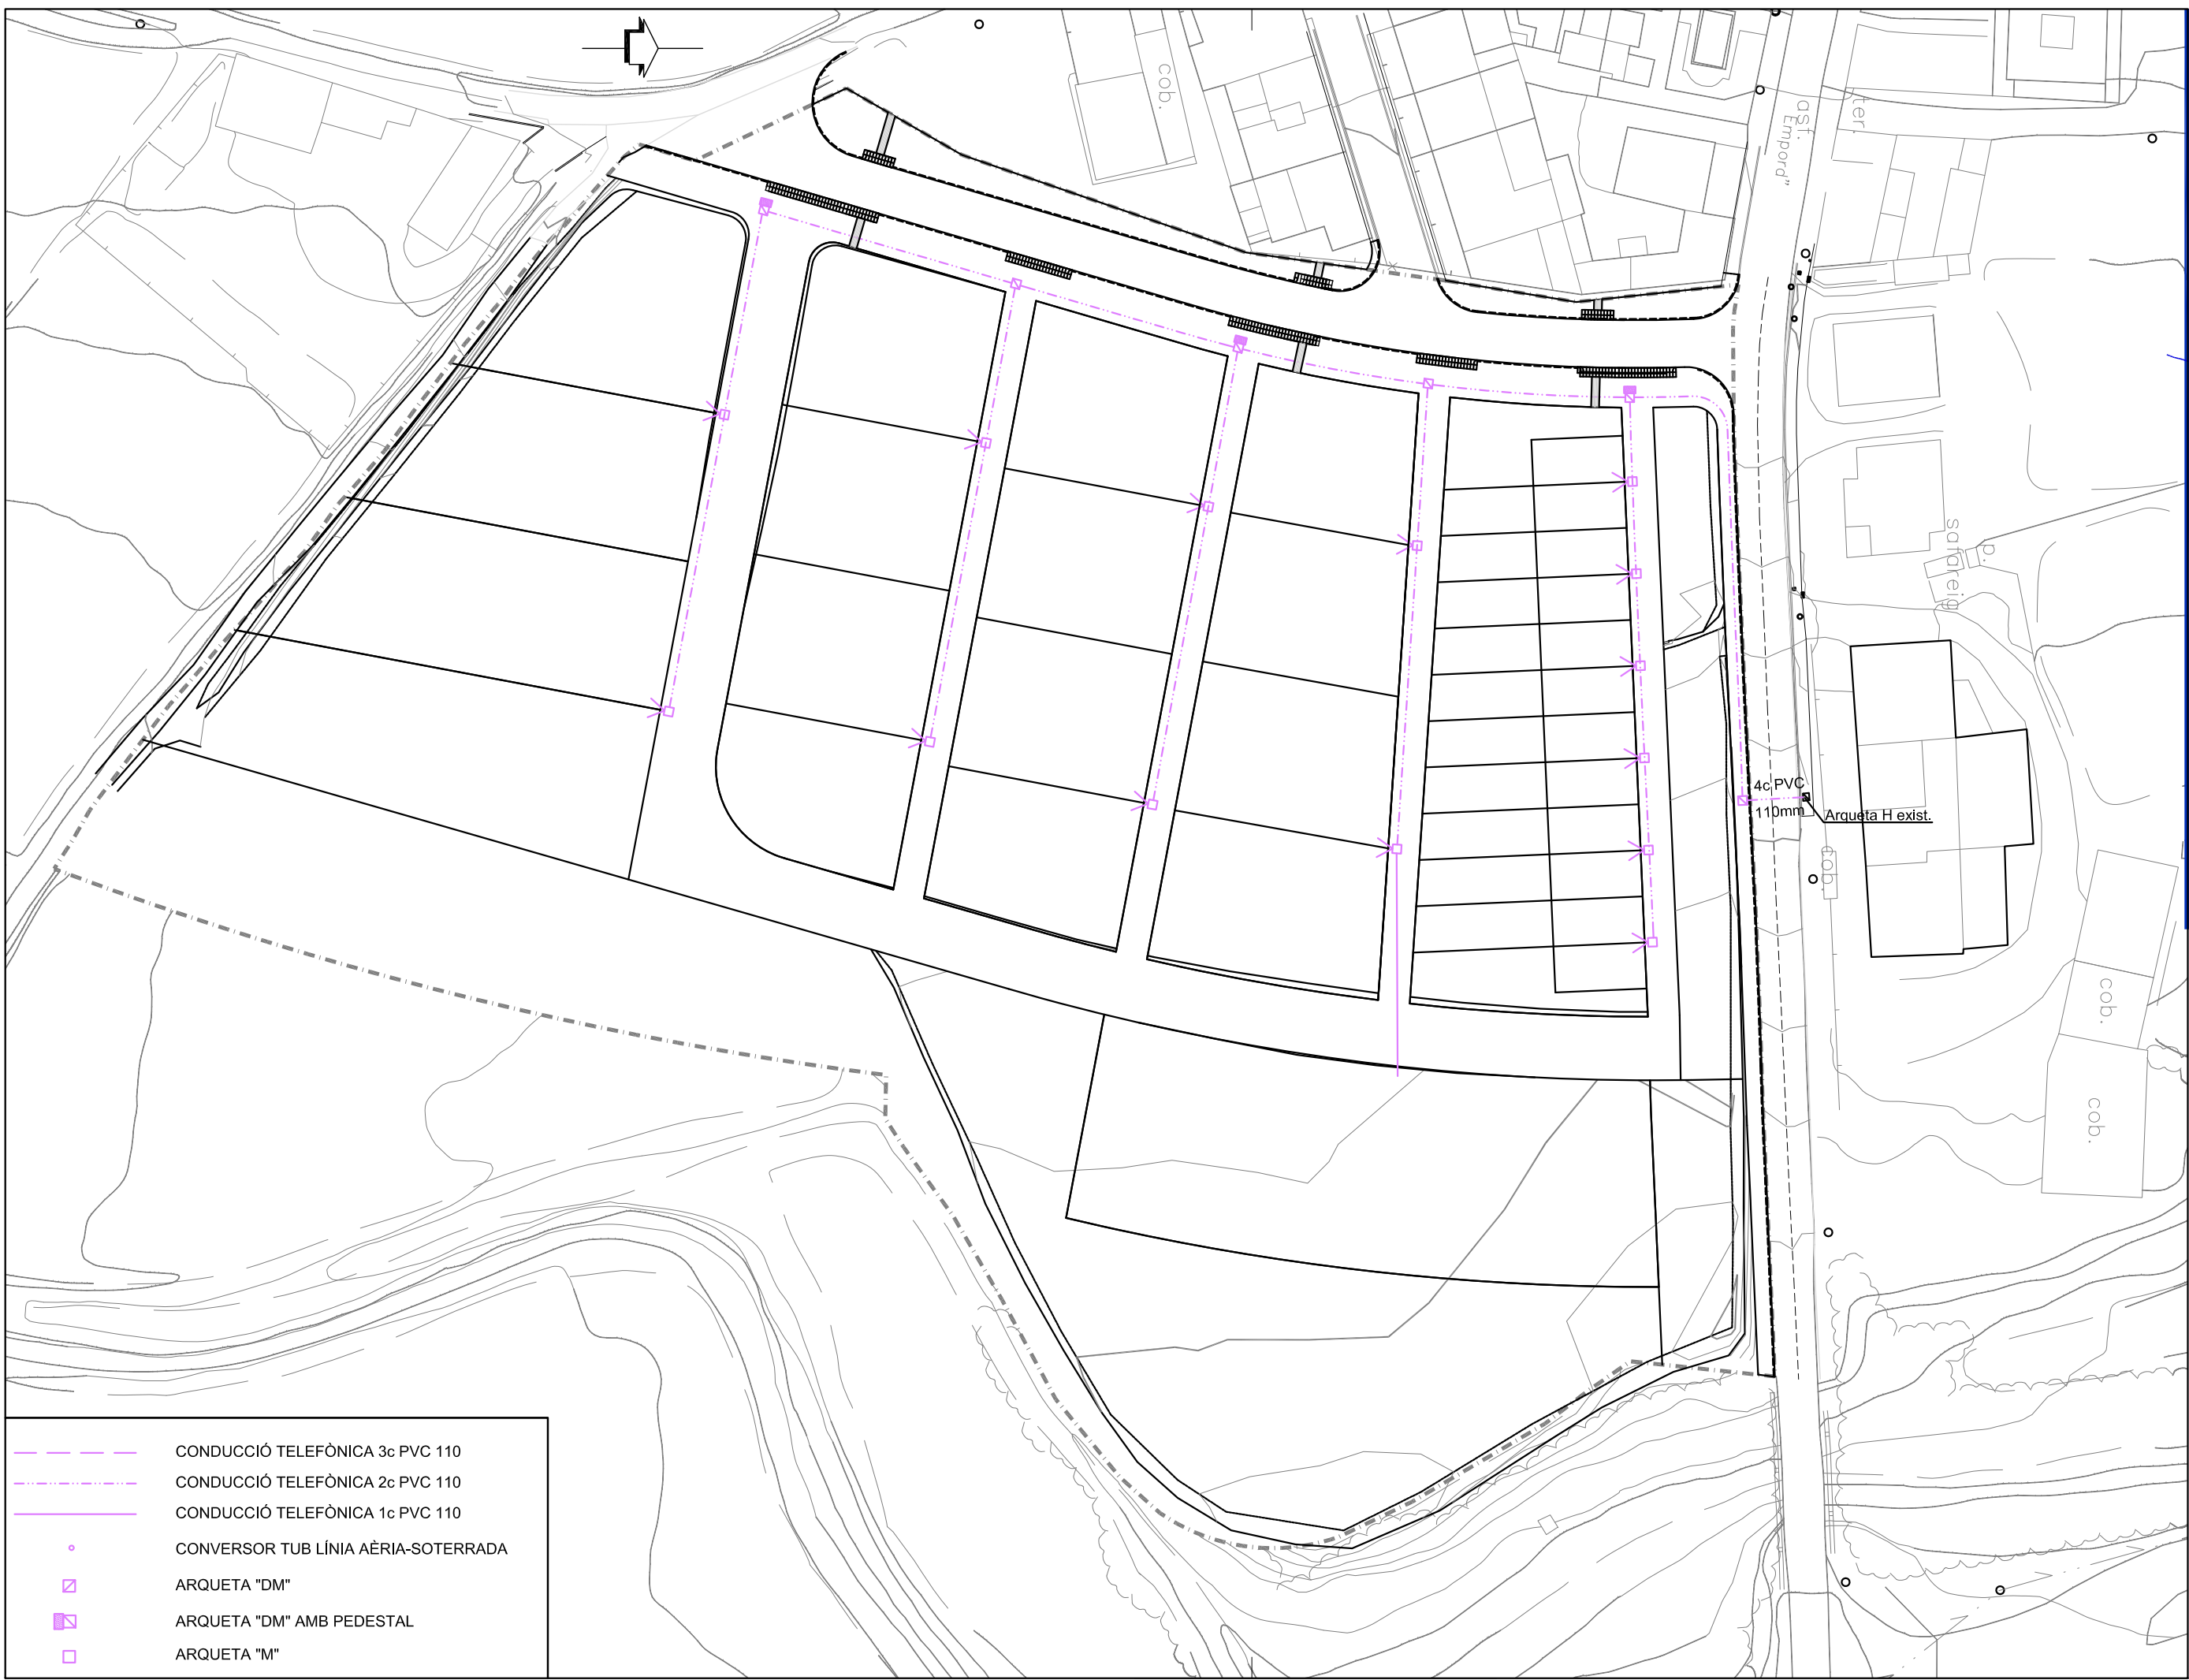 cob.
ter.
asf.
Empord"
safareig
p.
4c PVC
110mm
Arqueta H exist.
cob.
cob.
cob.
CONDUCCIÓ TELEFÒNICA 3c PVC 110
CONDUCCIÓ TELEFÒNICA 2c PVC 110
CONDUCCIÓ TELEFÒNICA 1c PVC 110
CONVERSOR TUB LÍNIA AÈRIA-SOTERRADA
ARQUETA "DM"
ARQUETA "DM" AMB PEDESTAL
ARQUETA "M"